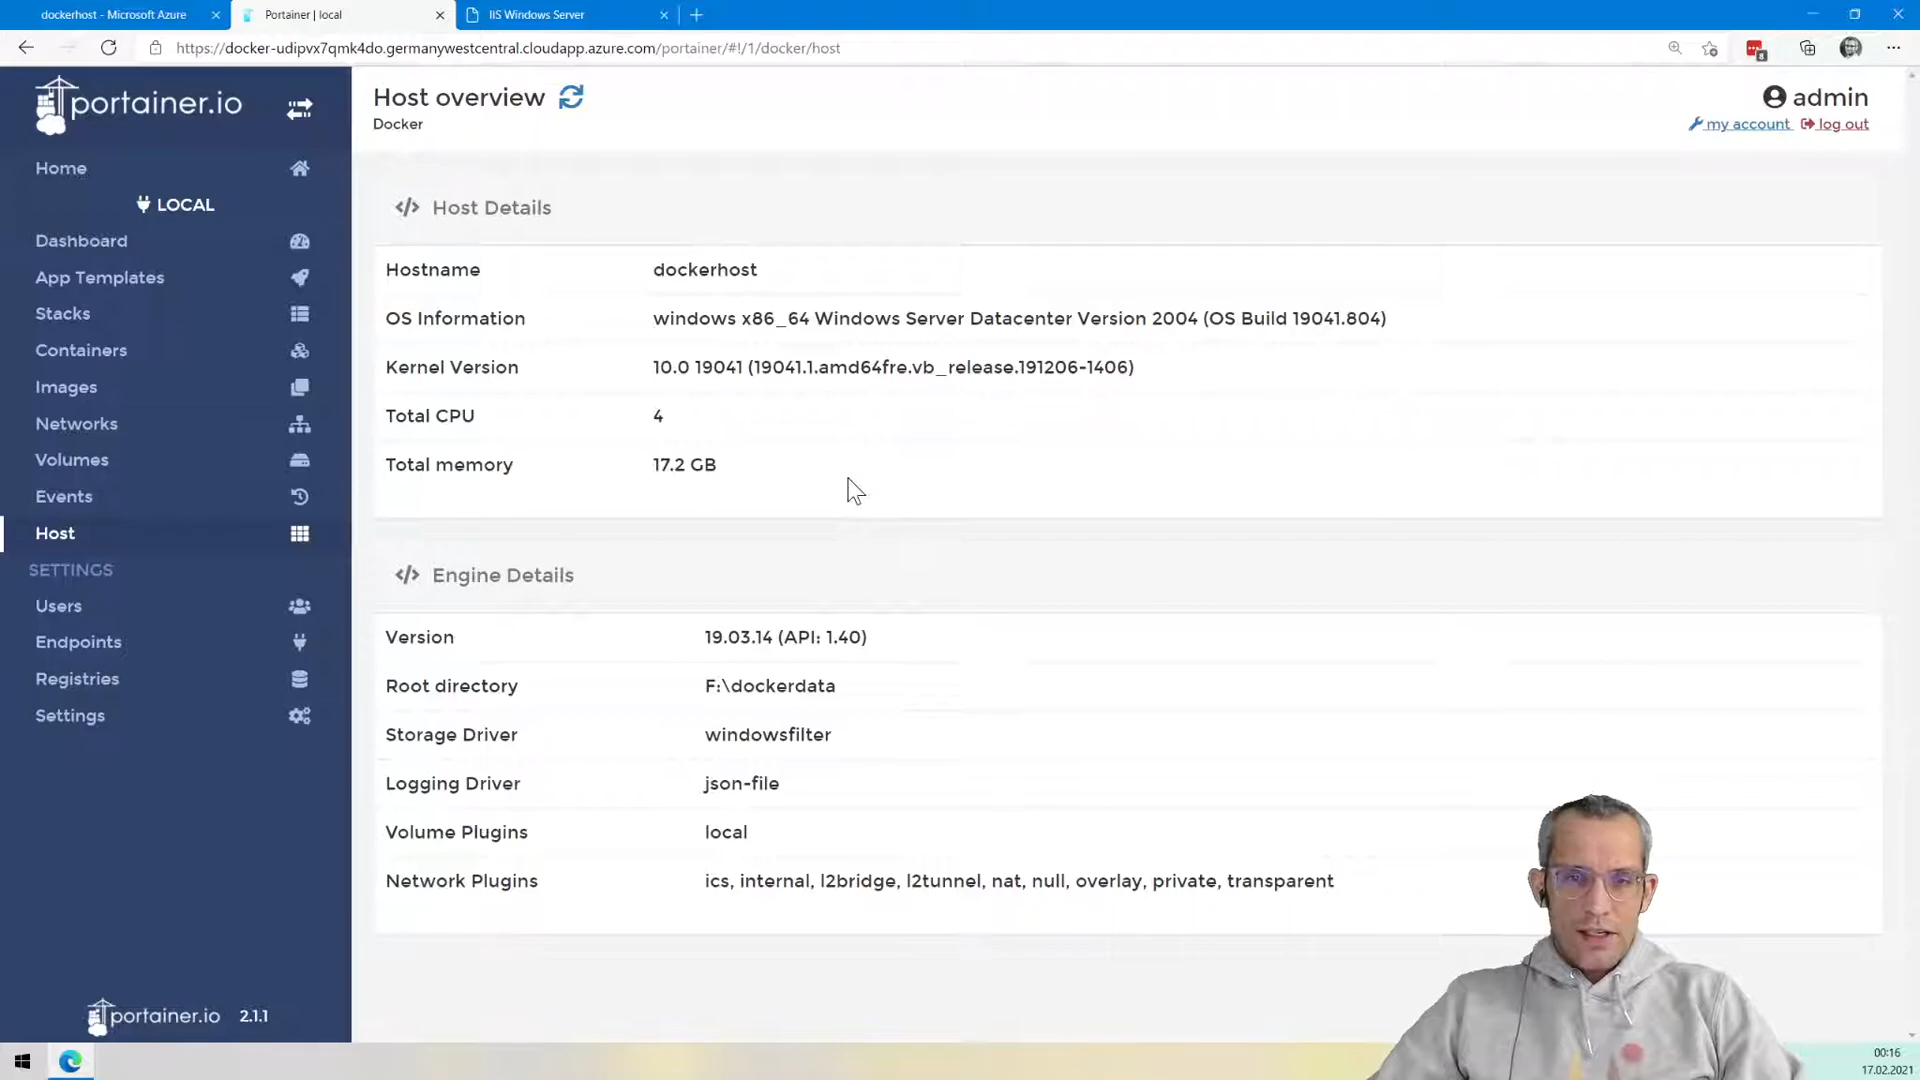 dockerhost - Microsoft Azure
Portainer | local
IIS Windows Server
https://docker-udipvx7qmk4do.germanywestcentral.cloudapp.azure.com/portainer/#!/1/docker/host
8
portainer.io
Host overview
Docker
admin
my account
log out
Home
LOCAL
Dashboard
App Templates
Stacks
Containers
Images
Networks
Volumes
Events
Host
SETTINGS
Users
Endpoints
Registries
Settings
portainer.io 2.1.1
Host Details
Hostname dockerhost
OS Information windows x86_64 Windows Server Datacenter Version 2004 (OS Build 19041.804)
Kernel Version 10.0 19041 (19041.1.amd64fre.vb_release.191206-1406)
Total CPU 4
Total memory 17.2 GB
Engine Details
Version 19.03.14 (API: 1.40)
Root directory F:\dockerdata
Storage Driver windowsfilter
Logging Driver json-file
Volume Plugins local
Network Plugins ics, internal, l2bridge, l2tunnel, nat, null, overlay, private, transparent
00:16
17.02.2021